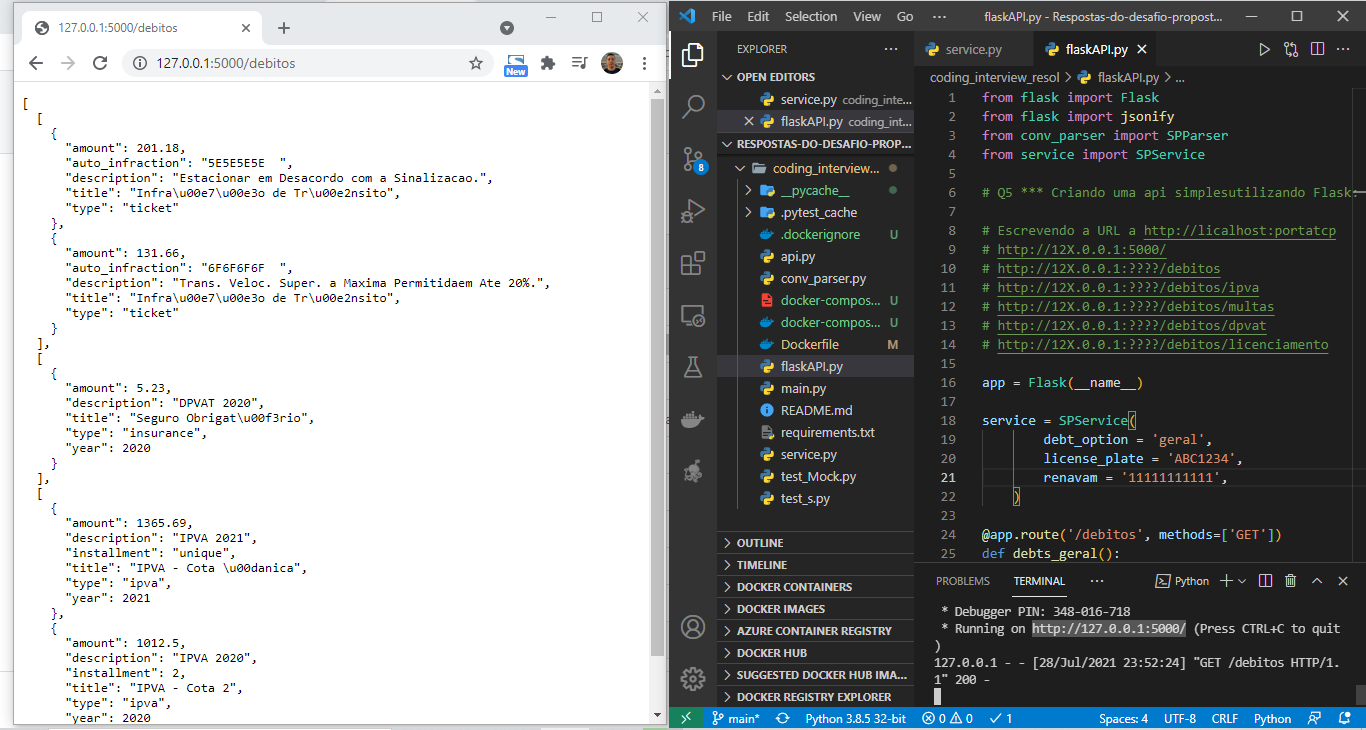 127.0.0.1:5000/debitos
127.0.0.1:5000/debitos
New
[
[
{
"amount": 201.18,
"auto_infraction": "5E5E5E5E  ",
"description": "Estacionar em Desacordo com a Sinalizacao.",
"title": "Infra\u00e7\u00e3o de Tr\u00e2nsito",
"type": "ticket"
},
{
"amount": 131.66,
"auto_infraction": "6F6F6F6F  ",
"description": "Trans. Veloc. Super. a Maxima Permitidaem Ate 20%.",
"title": "Infra\u00e7\u00e3o de Tr\u00e2nsito",
"type": "ticket"
}
],
[
{
"amount": 5.23,
"description": "DPVAT 2020",
"title": "Seguro Obrigat\u00f3rio",
"type": "insurance",
"year": 2020
}
],
[
{
"amount": 1365.69,
"description": "IPVA 2021",
"installment": "unique",
"title": "IPVA - Cota \u00danica",
"type": "ipva",
"year": 2021
},
{
"amount": 1012.5,
"description": "IPVA 2020",
"installment": 2,
"title": "IPVA - Cota 2",
"type": "ipva",
"year": 2020
File Edit Selection View Go ··· flaskAPI.py - Respostas-do-desafio-propost...
EXPLORER ···
OPEN EDITORS
service.py coding_inte...
flaskAPI.py coding_int...
RESPOSTAS-DO-DESAFIO-PROP...
8
coding_interview...
__pycache__
.pytest_cache
.dockerignore U
api.py
conv_parser.py
docker-compos... U
docker-compos... U
Dockerfile M
flaskAPI.py
main.py
README.md
requirements.txt
service.py
test_Mock.py
test_s.py
OUTLINE
TIMELINE
DOCKER CONTAINERS
DOCKER IMAGES
AZURE CONTAINER REGISTRY
DOCKER HUB
SUGGESTED DOCKER HUB IMA...
DOCKER REGISTRY EXPLORER
service.py flaskAPI.py
coding_interview_resol > flaskAPI.py > ...
1 from flask import Flask
2 from flask import jsonify
3 from conv_parser import SPParser
4 from service import SPService
5
6 # Q5 *** Criando uma api simplesutilizando Flask.
7
8 # Escrevendo a URL a http://licalhost:portatcp
9 # http://12X.0.0.1:5000/
10 # http://12X.0.0.1:????/debitos
11 # http://12X.0.0.1:????/debitos/ipva
12 # http://12X.0.0.1:????/debitos/multas
13 # http://12X.0.0.1:????/debitos/dpvat
14 # http://12X.0.0.1:????/debitos/licenciamento
15
16 app = Flask(__name__)
17
18 service = SPService(
19 debt_option = 'geral',
20 license_plate = 'ABC1234',
21 renavam = '11111111111',
22 )
23
24 @app.route('/debitos', methods=['GET'])
25 def debts_geral():
PROBLEMS TERMINAL ··· Python
* Debugger PIN: 348-016-718
* Running on http://127.0.0.1:5000/ (Press CTRL+C to quit
)
127.0.0.1 - - [28/Jul/2021 23:52:24] "GET /debitos HTTP/1.
1" 200 -
main* Python 3.8.5 32-bit 0 0 1 Spaces: 4 UTF-8 CRLF Python